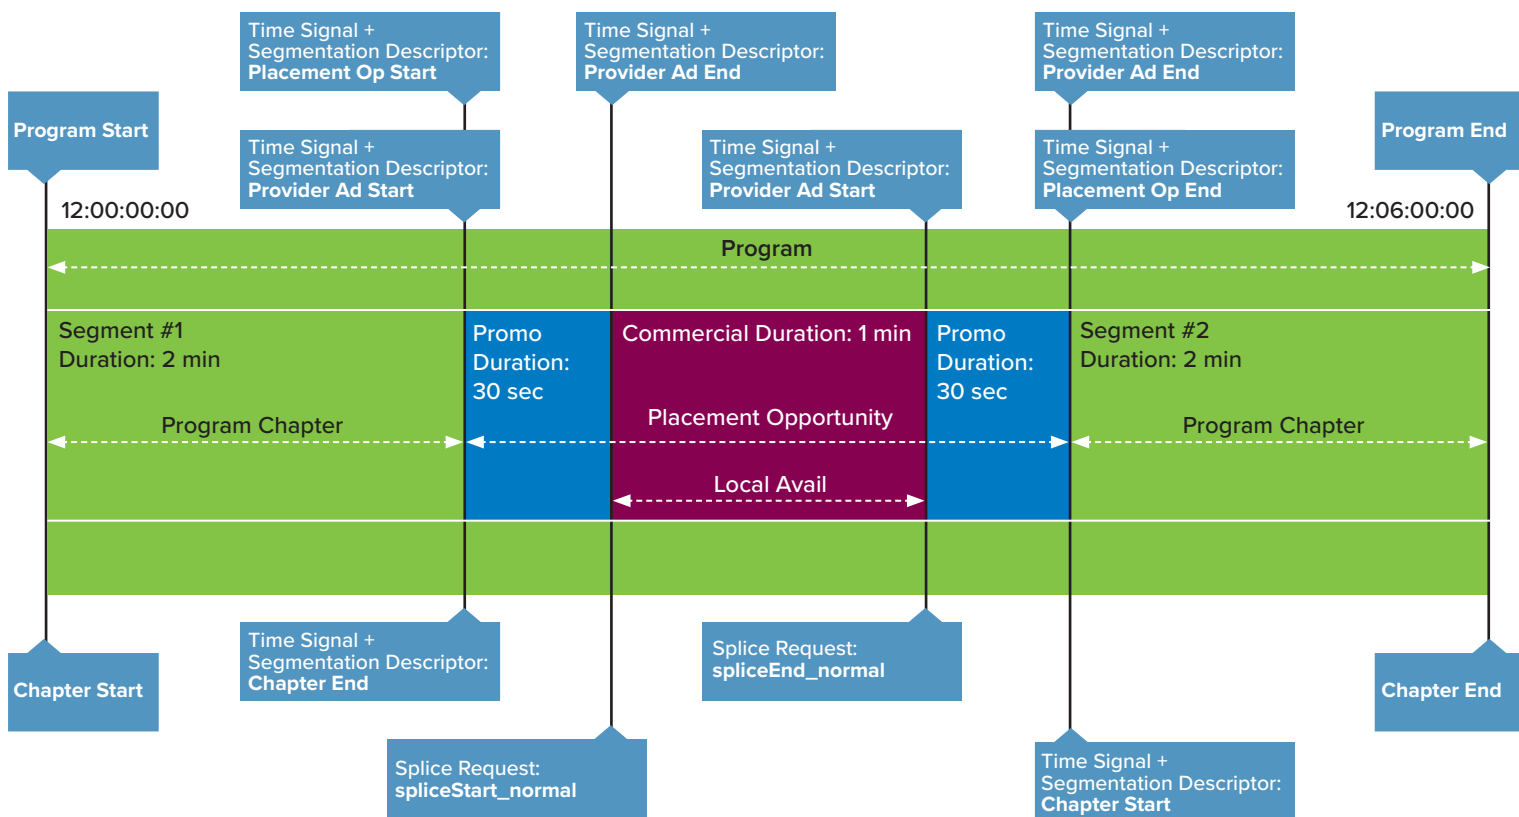 Time Signal +
Segmentation Descriptor:
Placement Op Start
Time Signal +
Segmentation Descriptor:
Provider Ad End
Time Signal +
Segmentation Descriptor:
Provider Ad End
Program Start
Program End
Time Signal +
Segmentation Descriptor:
Provider Ad Start
Time Signal +
Segmentation Descriptor:
Provider Ad Start
Time Signal +
Segmentation Descriptor:
Placement Op End
12:00:00:00
12:06:00:00
Program
Segment #1
Duration: 2 min
Promo
Duration:
30 sec
Commercial Duration: 1 min
Promo
Duration:
30 sec
Segment #2
Duration: 2 min
Program Chapter
Placement Opportunity
Program Chapter
Local Avail
Time Signal +
Segmentation Descriptor:
Chapter End
Splice Request:
spliceEnd_normal
Chapter Start
Chapter End
Splice Request:
spliceStart_normal
Time Signal +
Segmentation Descriptor:
Chapter Start